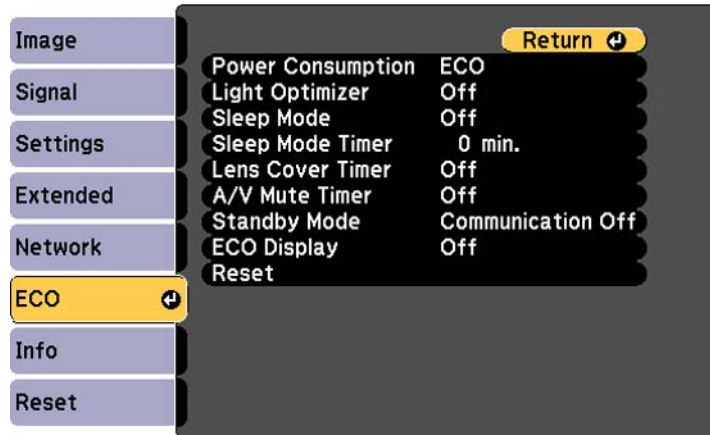 Image
Signal
Settings
Extended
Network
ECO
Info
Reset
Return
Power Consumption ECO
Light Optimizer Off
Sleep Mode Off
Sleep Mode Timer 0 min.
Lens Cover Timer Off
A/V Mute Timer Off
Standby Mode Communication Off
ECO Display Off
Reset